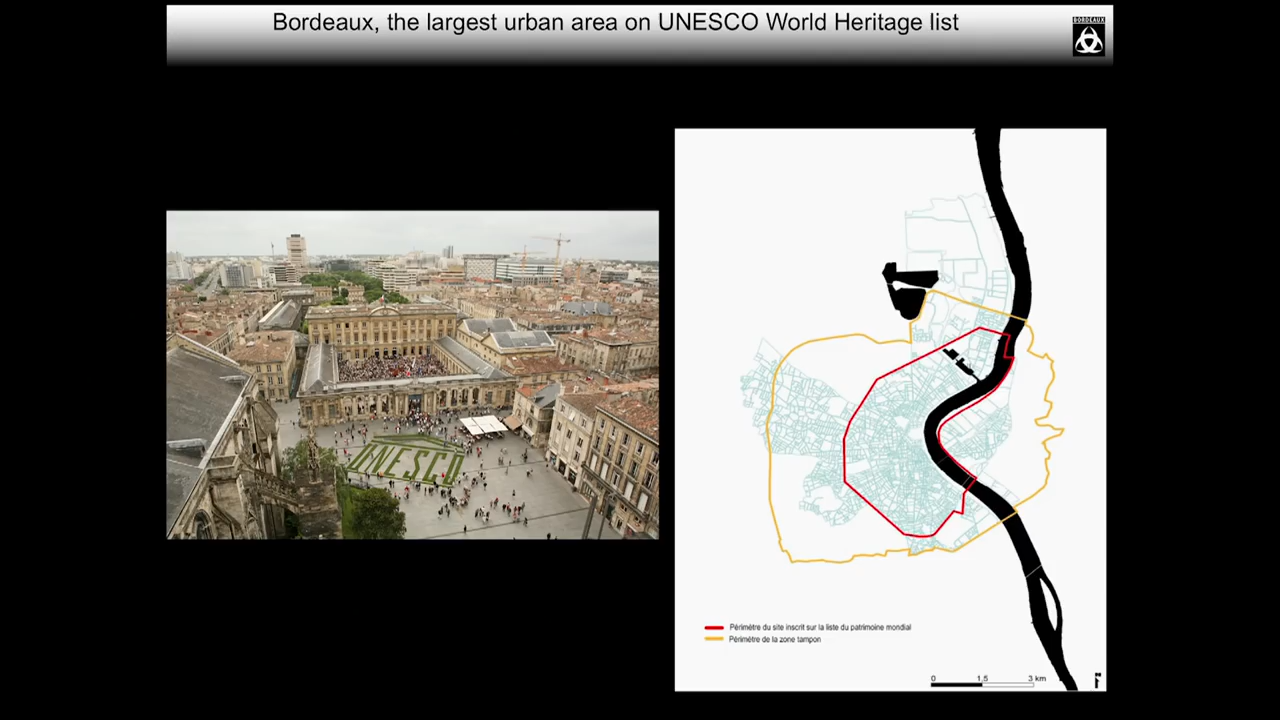 Bordeaux, the largest urban area on UNESCO World Heritage list
BORDEAUX
UNESCO
Périmètre du site inscrit sur la liste du patrimoine mondial
Périmètre de la zone tampon
0 1,5 3 km